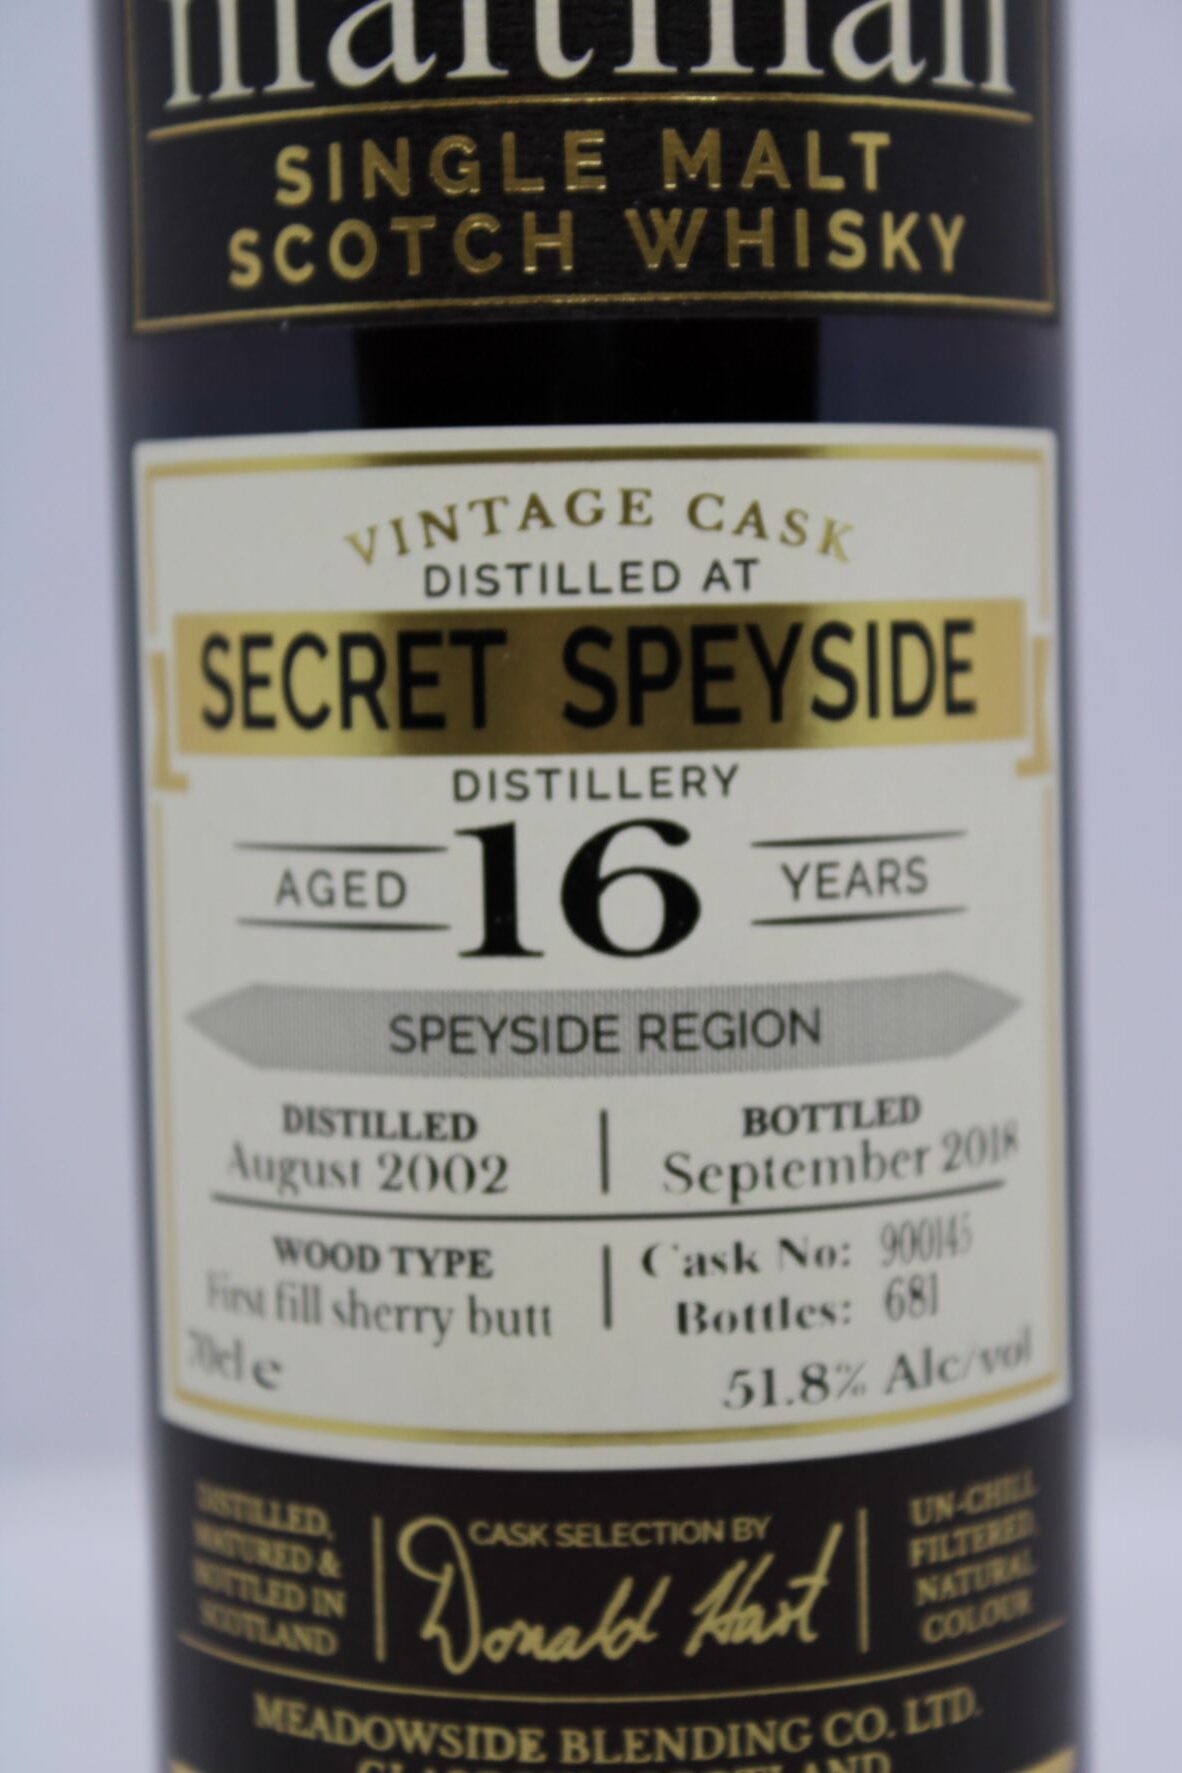 maltman
SINGLE MALT
SCOTCH WHISKY
VINTAGE CASK
DISTILLED AT
SECRET SPEYSIDE
DISTILLERY
AGED 16 YEARS
SPEYSIDE REGION
DISTILLED
August 2002
BOTTLED
September 2018
WOOD TYPE
First fill sherry butt
Cask No: 900145
Bottles: 681
70cl e
51.8% Alc/vol
DISTILLED,
MATURED &
BOTTLED IN
SCOTLAND
CASK SELECTION BY
Donald Hart
UN-CHILL
FILTERED,
NATURAL
COLOUR
MEADOWSIDE BLENDING CO. LTD.